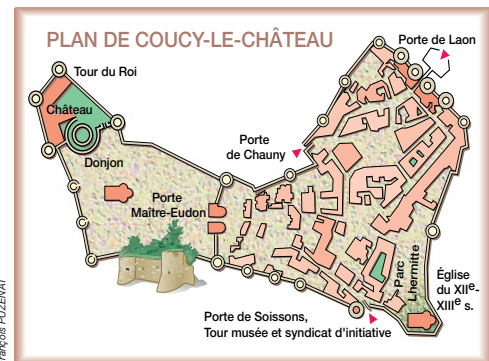 PLAN DE COUCY-LE-CHÂTEAU
Porte de Laon
Tour du Roi
Château
Porte
de Chauny
Donjon
Porte
Maître-Eudon
Parc
Lhermitte
Église
du XIIe-
XIIIe s.
Porte de Soissons,
Tour musée et syndicat d'initiative
François PUZENAT